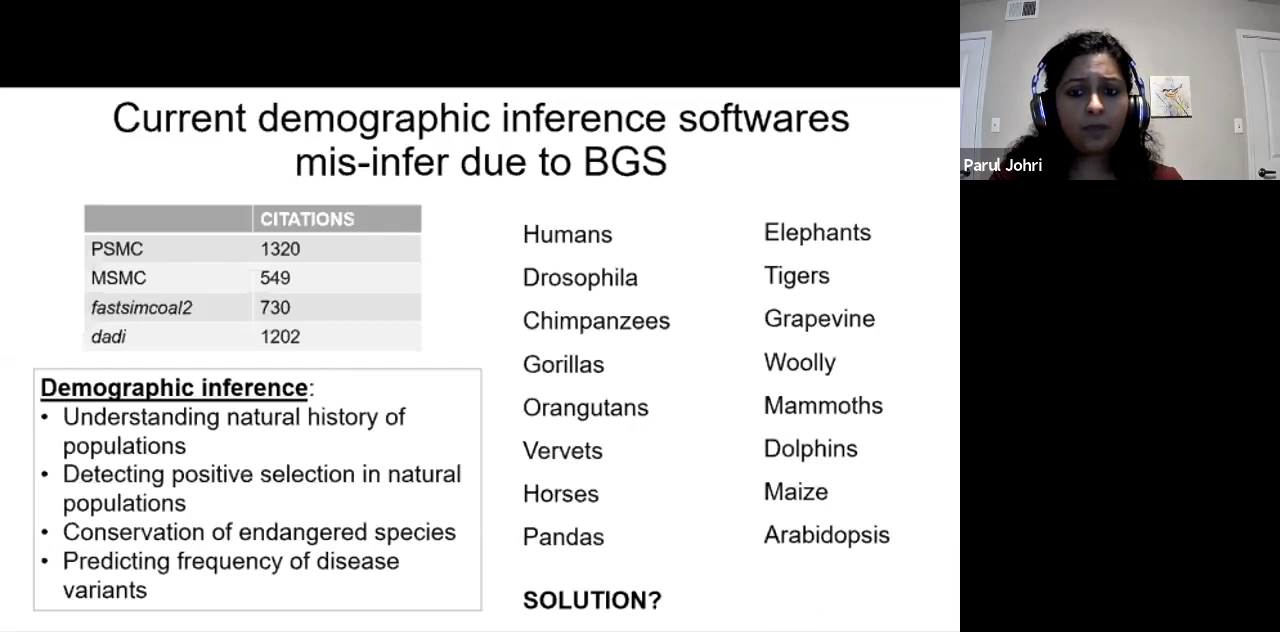 Current demographic inference softwares
mis-infer due to BGS
CITATIONS
PSMC 1320
MSMC 549
fastsimcoal2 730
dadi 1202
Demographic inference:
• Understanding natural history of
populations
• Detecting positive selection in natural
populations
• Conservation of endangered species
• Predicting frequency of disease
variants
Humans
Drosophila
Chimpanzees
Gorillas
Orangutans
Vervets
Horses
Pandas
Elephants
Tigers
Grapevine
Woolly
Mammoths
Dolphins
Maize
Arabidopsis
SOLUTION?
Parul Johri